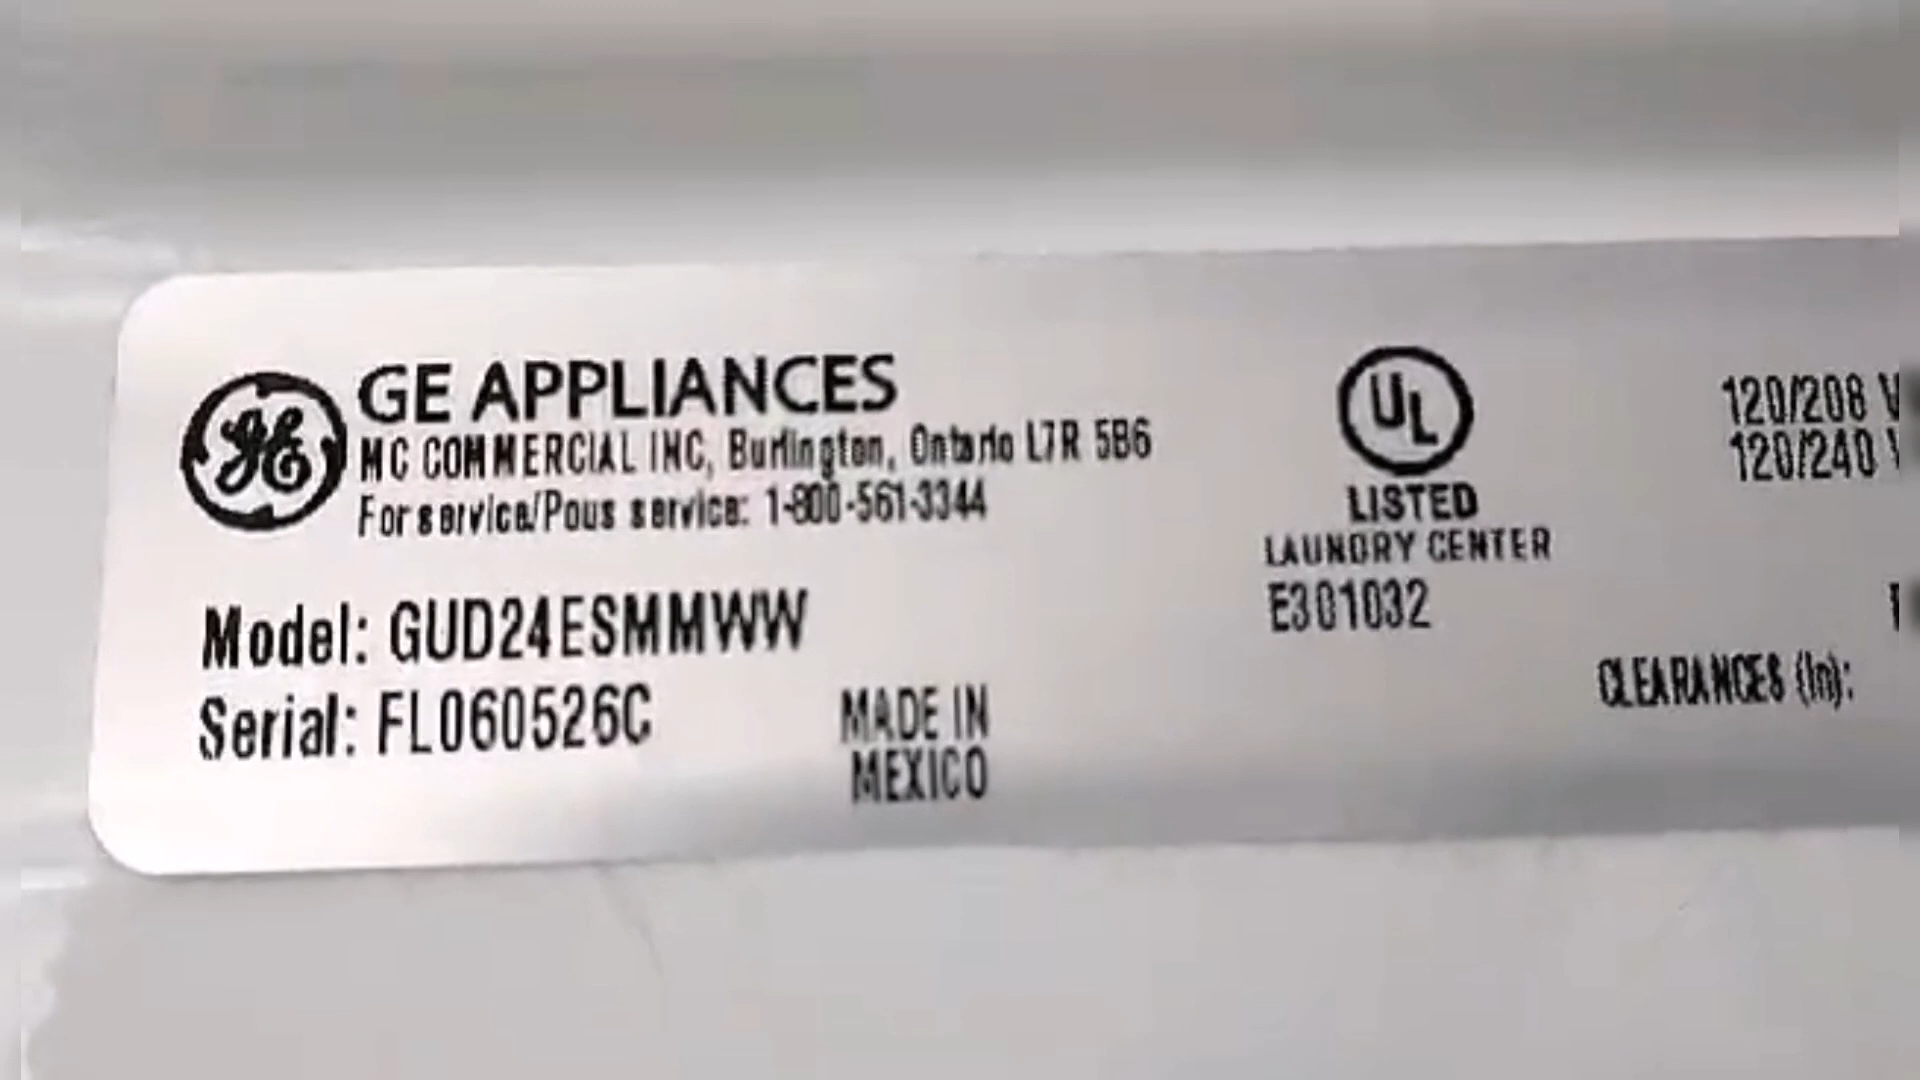 GE GE APPLIANCES
MC COMMERCIAL INC, Burlington, Ontario L7R 5B6
For service/Pous service: 1-800-561-3344
Model: GUD24ESMMWW
Serial: FL060526C
MADE IN
MEXICO
UL
LISTED
LAUNDRY CENTER
E301032
120/208 V
120/240 V
CLEARANCES (In):